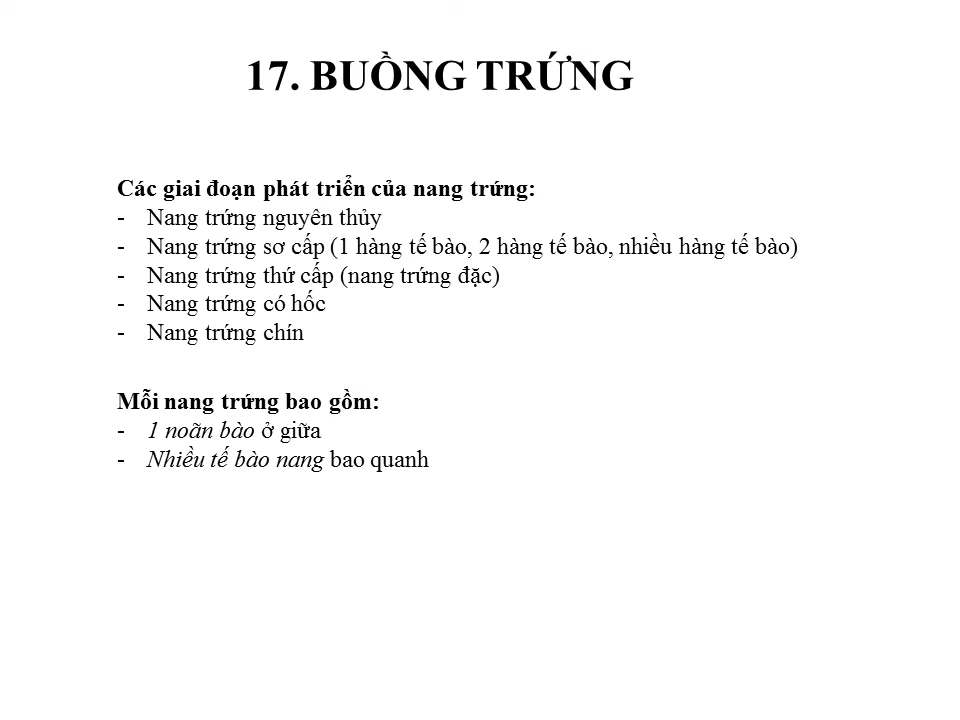 17. BUỒNG TRỨNG
Các giai đoạn phát triển của nang trứng:
- Nang trứng nguyên thủy
- Nang trứng sơ cấp (1 hàng tế bào, 2 hàng tế bào, nhiều hàng tế bào)
- Nang trứng thứ cấp (nang trứng đặc)
- Nang trứng có hốc
- Nang trứng chín
Mỗi nang trứng bao gồm:
- 1 noãn bào ở giữa
- Nhiều tế bào nang bao quanh